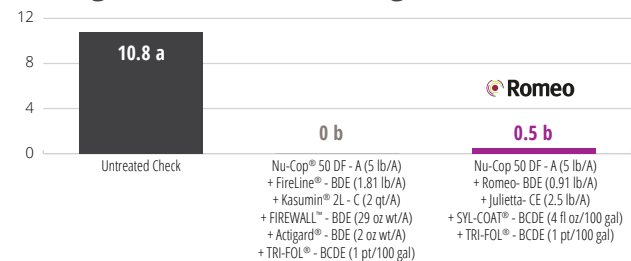 12
8
4
0
10.8 a
0 b
Romeo
0.5 b
Untreated Check
Nu-Cop® 50 DF - A (5 lb/A)
+ FireLine® - BDE (1.81 lb/A)
+ Kasumin® 2L - C (2 qt/A)
+ FIREWALL™ - BDE (29 oz wt/A)
+ Actigard® - BDE (2 oz wt/A)
+ TRI-FOL® - BCDE (1 pt/100 gal)
Nu-Cop 50 DF - A (5 lb/A)
+ Romeo- BDE (0.91 lb/A)
+ Julietta- CE (2.5 lb/A)
+ SYL-COAT® - BCDE (4 fl oz/100 gal)
+ TRI-FOL® - BCDE (1 pt/100 gal)